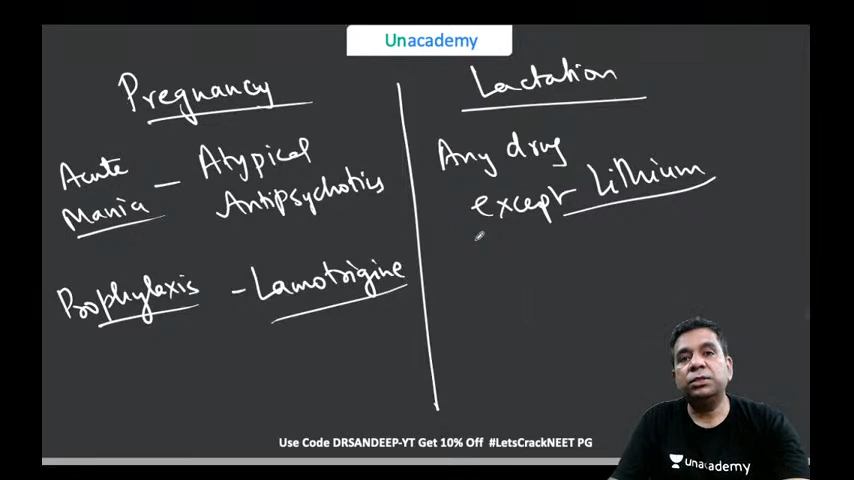 Unacademy
Pregnancy
Acute
Mania - Atypical
Antipsychotics
Prophylaxis - Lamotrigine
Lactation
Any drug
except Lithium
Use Code DRSANDEEP-YT Get 10% Off #LetsCrackNEET PG
unacademy